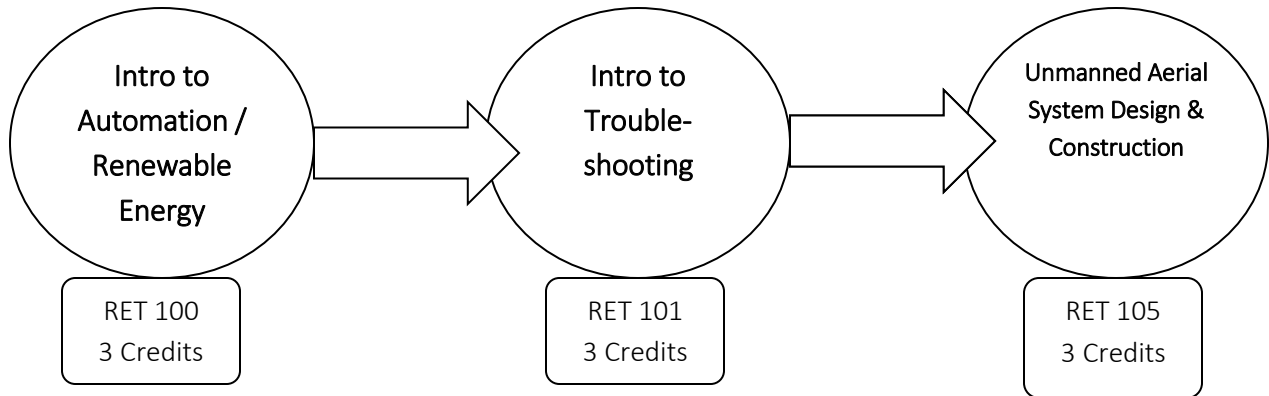 Intro to
Automation /
Renewable
Energy
RET 100
3 Credits
Intro to
Trouble-
shooting
RET 101
3 Credits
Unmanned Aerial
System Design &
Construction
RET 105
3 Credits